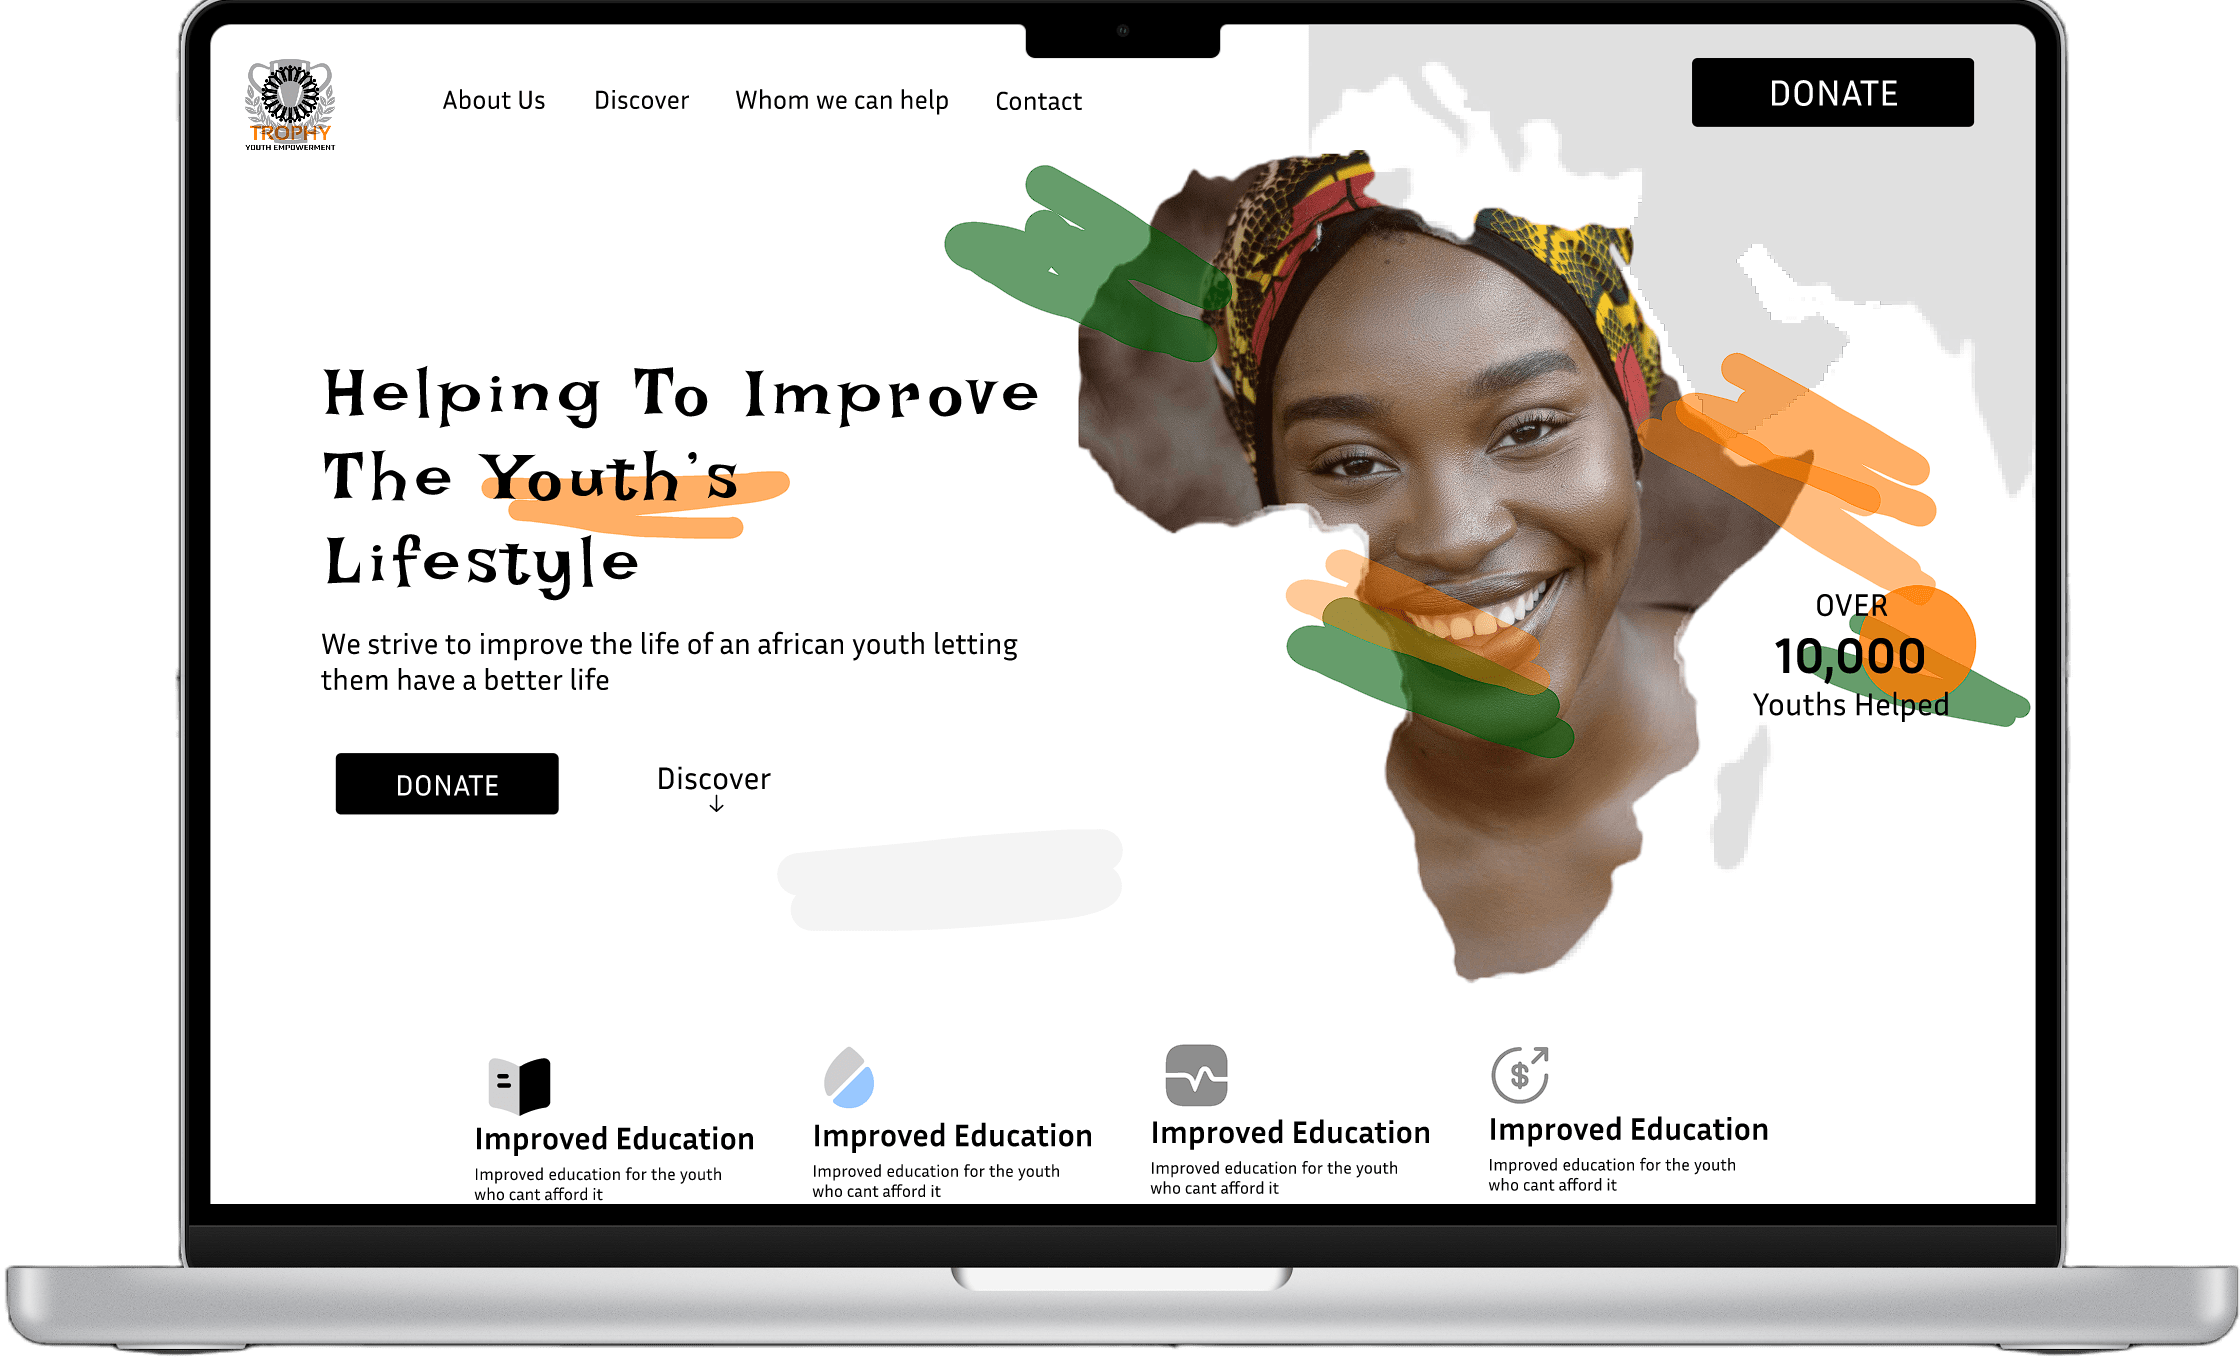 TROPHY
YOUTH EMPOWERMENT
About Us
Discover
Whom we can help
Contact
DONATE
Helping To Improve
The Youth's
Lifestyle
We strive to improve the life of an african youth letting
them have a better life
DONATE
Discover
↓
OVER
10,000
Youths Helped
$
Improved Education
Improved education for the youth
who cant afford it
Improved Education
Improved education for the youth
who cant afford it
Improved Education
Improved education for the youth
who cant afford it
Improved Education
Improved education for the youth
who cant afford it